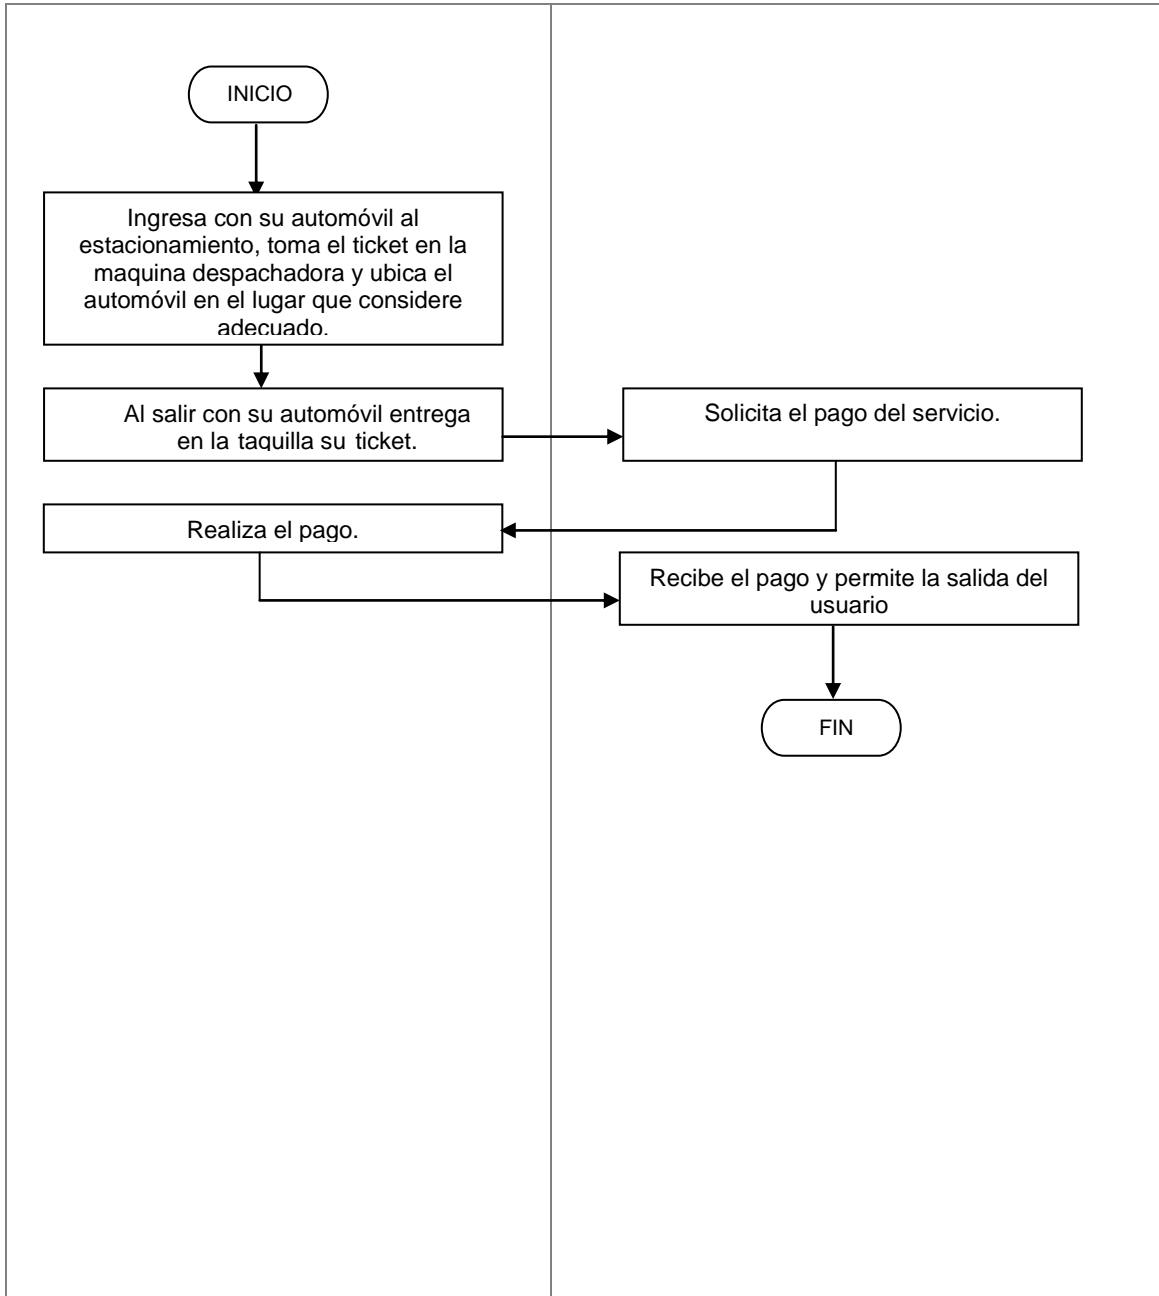 INICIO
Ingresa con su automóvil al
estacionamiento, toma el ticket en la
maquina despachadora y ubica el
automóvil en el lugar que considere
adecuado.
Al salir con su automóvil entrega
en la taquilla su ticket.
Solicita el pago del servicio.
Realiza el pago.
Recibe el pago y permite la salida del
usuario
FIN